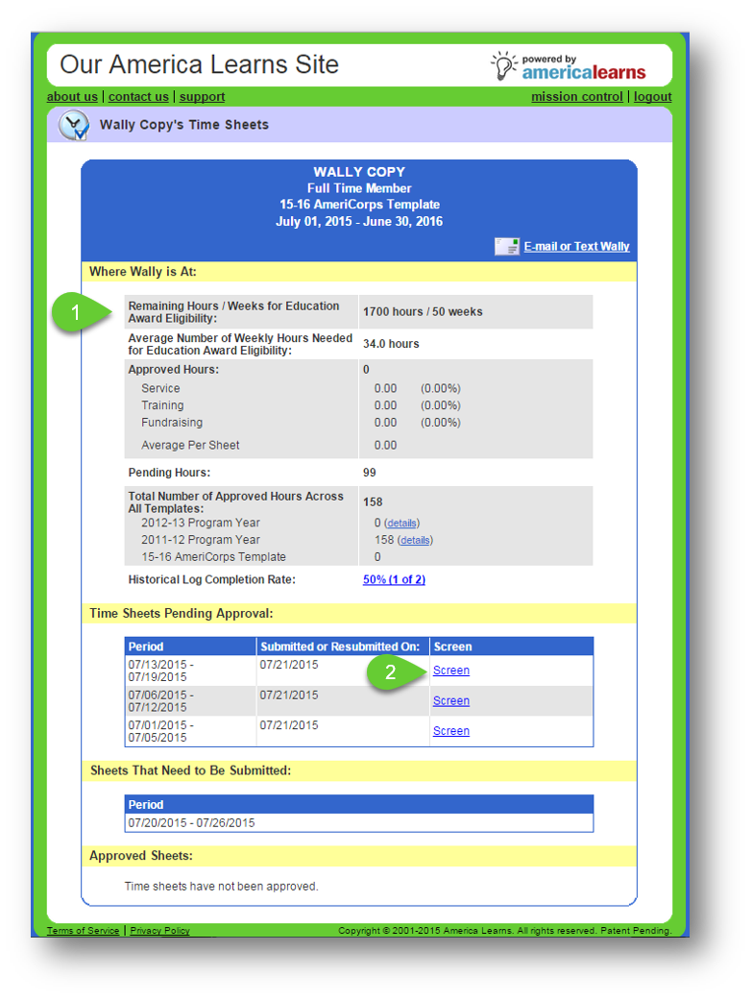 Our America Learns Site
powered by
americalearns
about us | contact us | support
mission control | logout
Wally Copy's Time Sheets
WALLY COPY
Full Time Member
15-16 AmeriCorps Template
July 01, 2015 - June 30, 2016
E-mail or Text Wally
Where Wally is At:
1
Remaining Hours / Weeks for Education
Award Eligibility:
1700 hours / 50 weeks
Average Number of Weekly Hours Needed
for Education Award Eligibility:
34.0 hours
Approved Hours: 0
Service 0.00 (0.00%)
Training 0.00 (0.00%)
Fundraising 0.00 (0.00%)
Average Per Sheet 0.00
Pending Hours: 99
Total Number of Approved Hours Across
All Templates:
158
2012-13 Program Year 0 (details)
2011-12 Program Year 158 (details)
15-16 AmeriCorps Template 0
Historical Log Completion Rate: 50% (1 of 2)
Time Sheets Pending Approval:
Period Submitted or Resubmitted On: Screen
07/13/2015 -
07/19/2015
07/21/2015
2
Screen
07/06/2015 -
07/12/2015
07/21/2015
Screen
07/01/2015 -
07/05/2015
07/21/2015
Screen
Sheets That Need to Be Submitted:
Period
07/20/2015 - 07/26/2015
Approved Sheets:
Time sheets have not been approved.
Terms of Service | Privacy Policy
Copyright © 2001-2015 America Learns. All rights reserved. Patent Pending.